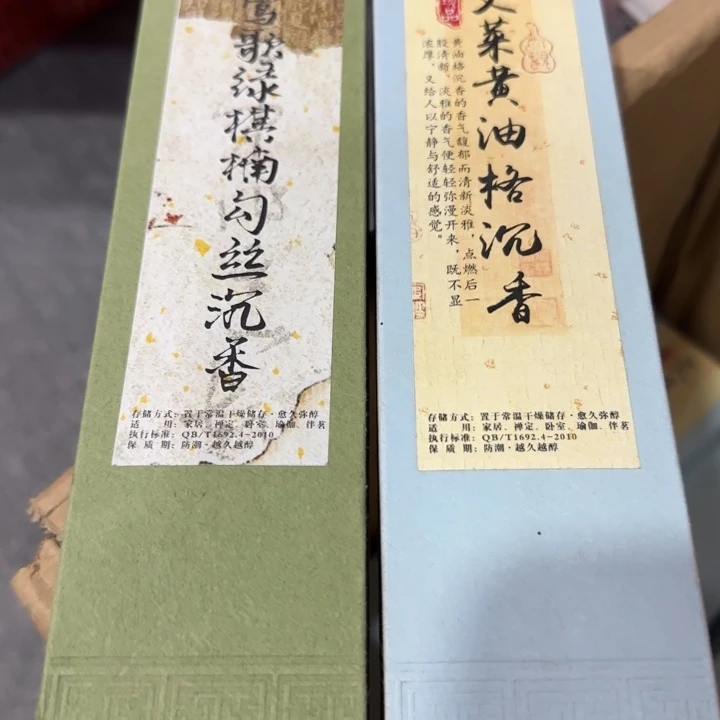 莺歌绿棋楠勾丝沉香
存储方式：置于常温干燥储存·愈久弥醇
适　　用：家居、禅定、卧室、瑜伽、伴茗
执行标准：QB/T1692.4-2010
保 质 期：防潮·越久越醇
文莱黄油格沉香
黄油格沉香的香气馥郁而清新淡雅，点燃后一
股清新、淡雅的香气便轻轻弥漫开来，既不显
浓厚，又给人以宁静与舒适的感觉。”
存储方式：置于常温干燥储存·愈久弥醇
适　　用：家居、禅定、卧室、瑜伽、伴茗
执行标准：QB/T1692.4-2010
保 质 期：防潮·越久越醇